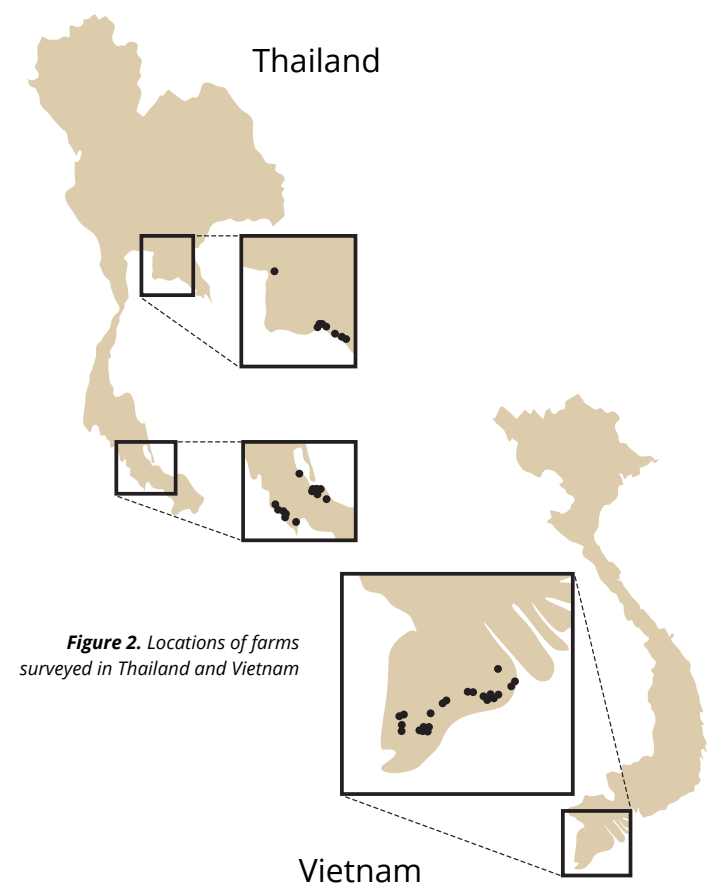 Thailand
Figure 2. Locations of farms
surveyed in Thailand and Vietnam
Vietnam